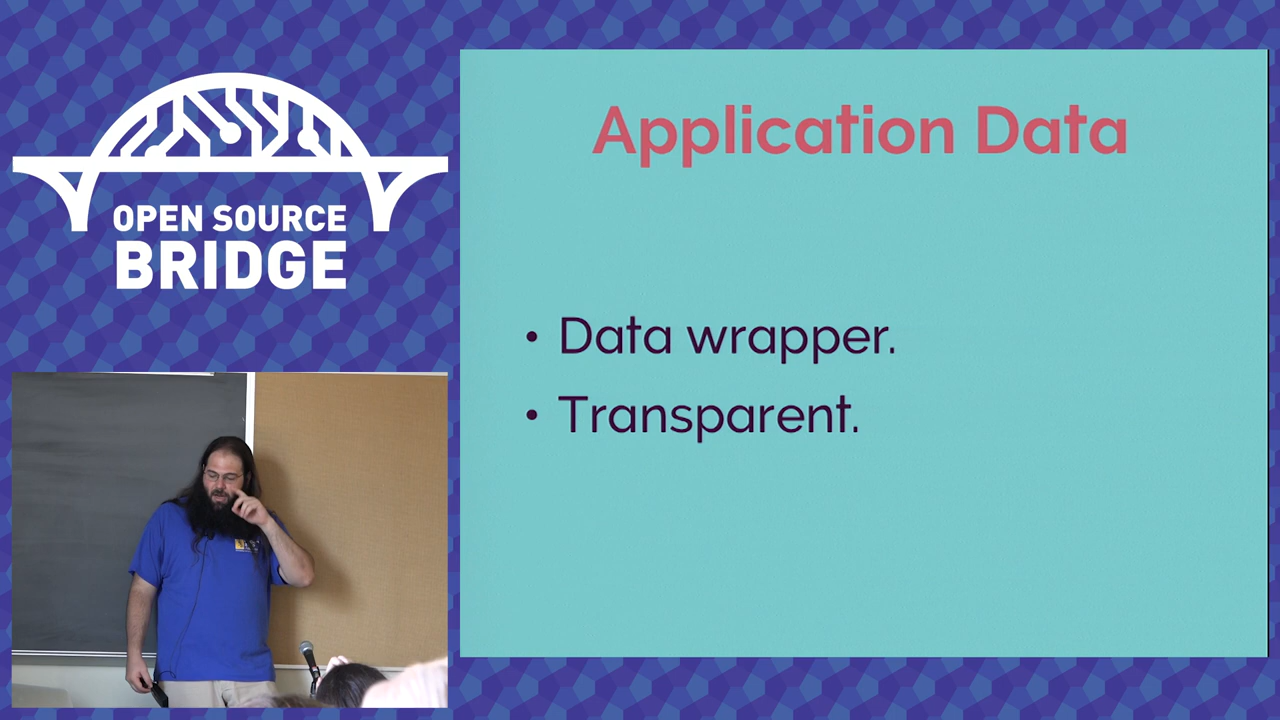 OPEN SOURCE
BRIDGE
Application Data
• Data wrapper.
• Transparent.